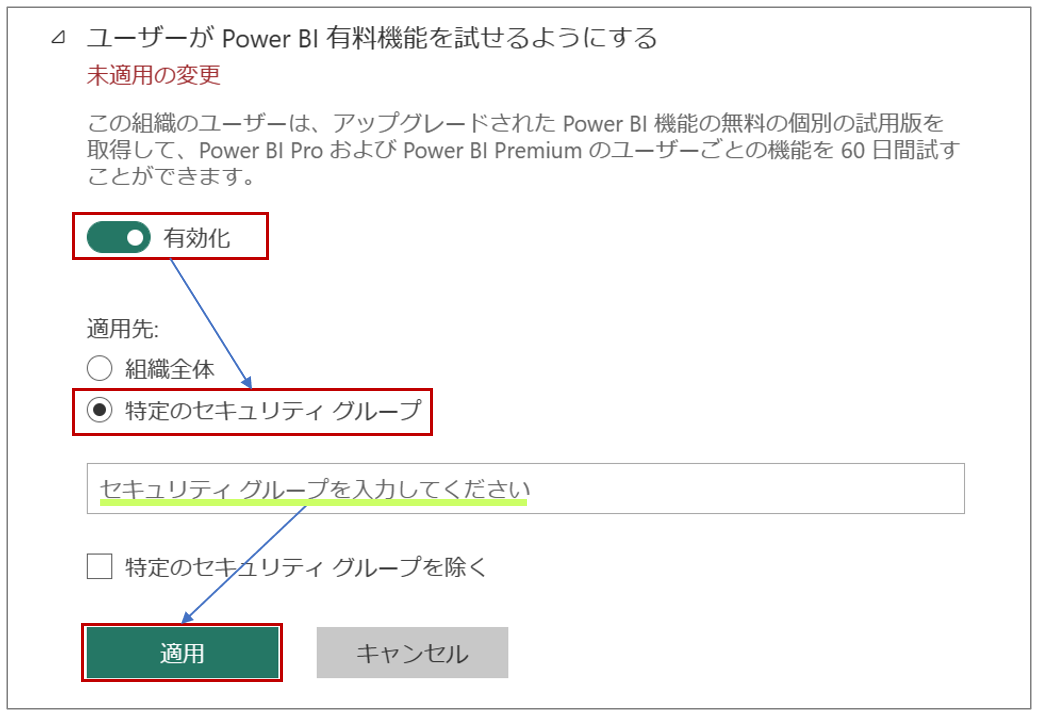 ユーザーが Power BI 有料機能を試せるようにする
未適用の変更
この組織のユーザーは、アップグレードされた Power BI 機能の無料の個別の試用版を
取得して、Power BI Pro および Power BI Premium のユーザーごとの機能を 60 日間試す
ことができます。
有効化
適用先:
組織全体
特定のセキュリティ グループ
セキュリティ グループを入力してください
特定のセキュリティ グループを除く
適用 キャンセル